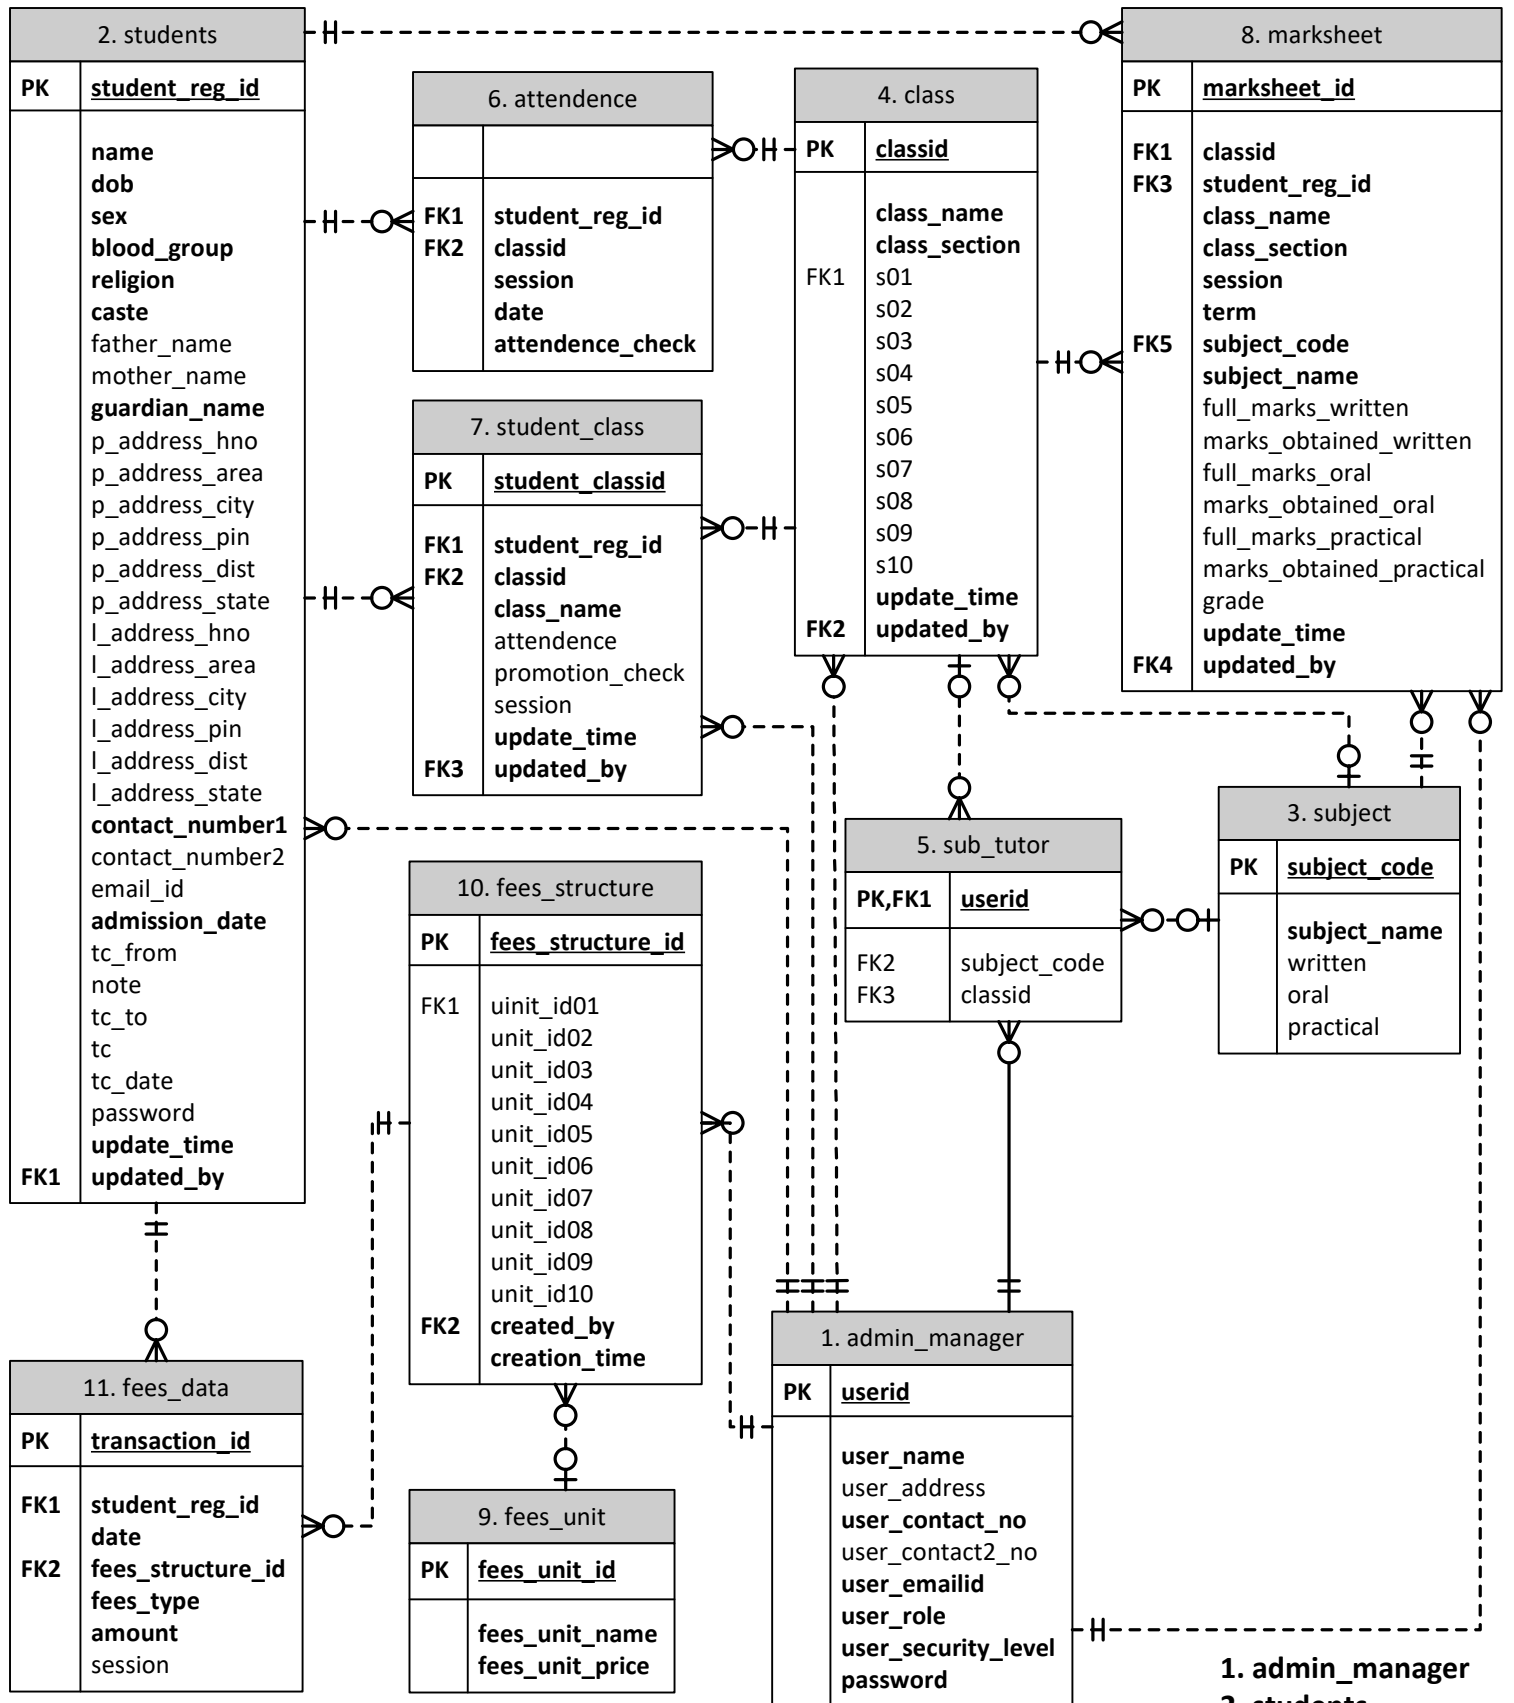 2. students
PK student_reg_id
name
dob
sex
blood_group
religion
caste
father_name
mother_name
guardian_name
p_address_hno
p_address_area
p_address_city
p_address_pin
p_address_dist
p_address_state
l_address_hno
l_address_area
l_address_city
l_address_pin
l_address_dist
l_address_state
contact_number1
contact_number2
email_id
admission_date
tc_from
note
tc_to
tc
tc_date
password
update_time
FK1 updated_by
6. attendence
FK1 student_reg_id
FK2 classid
session
date
attendence_check
4. class
PK classid
class_name
class_section
FK1 s01
s02
s03
s04
s05
s06
s07
s08
s09
s10
update_time
FK2 updated_by
8. marksheet
PK marksheet_id
FK1 classid
FK3 student_reg_id
class_name
class_section
session
term
FK5 subject_code
subject_name
full_marks_written
marks_obtained_written
full_marks_oral
marks_obtained_oral
full_marks_practical
marks_obtained_practical
grade
update_time
FK4 updated_by
7. student_class
PK student_classid
FK1 student_reg_id
FK2 classid
class_name
attendence
promotion_check
session
update_time
FK3 updated_by
5. sub_tutor
PK,FK1 userid
FK2 subject_code
FK3 classid
3. subject
PK subject_code
subject_name
written
oral
practical
10. fees_structure
PK fees_structure_id
FK1 uinit_id01
unit_id02
unit_id03
unit_id04
unit_id05
unit_id06
unit_id07
unit_id08
unit_id09
unit_id10
FK2 created_by
creation_time
11. fees_data
PK transaction_id
FK1 student_reg_id
date
FK2 fees_structure_id
fees_type
amount
session
9. fees_unit
PK fees_unit_id
fees_unit_name
fees_unit_price
1. admin_manager
PK userid
user_name
user_address
user_contact_no
user_contact2_no
user_emailid
user_role
user_security_level
password
1. admin_manager
2. students